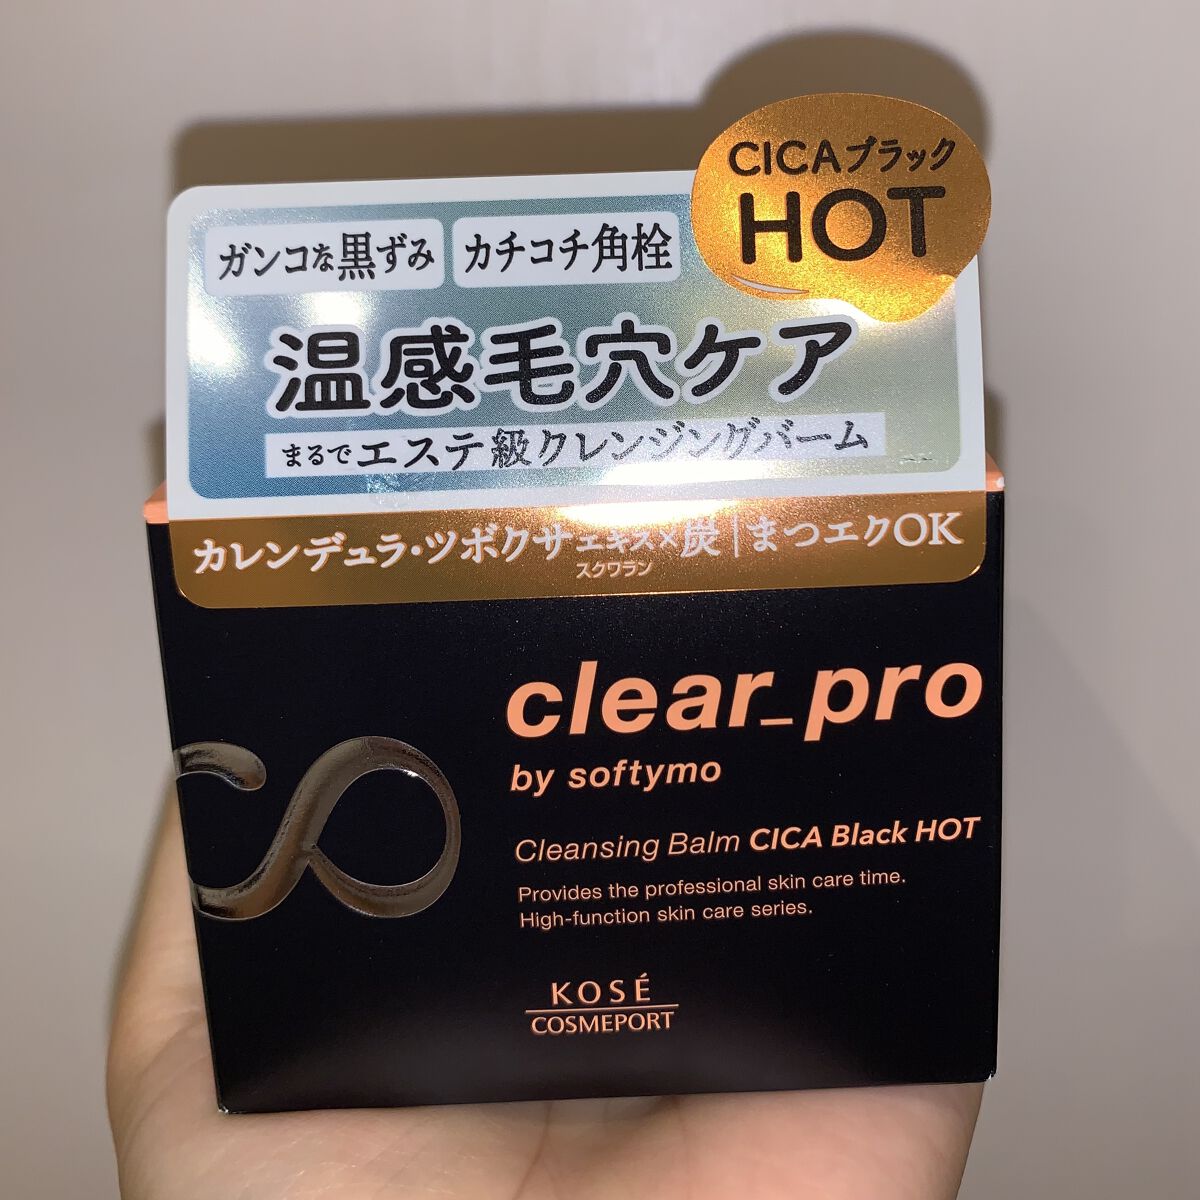 CICAブラック
HOT
ガンコな黒ずみ
カチコチ角栓
温感毛穴ケア
まるでエステ級クレンジングバーム
カレンデュラ・ツボクサエキス×炭|まつエクOK
スクワラン
clear_pro
by softymo
Cleansing Balm CICA Black HOT
Provides the professional skin care time.
High-function skin care series.
KOSÉ
COSMEPORT